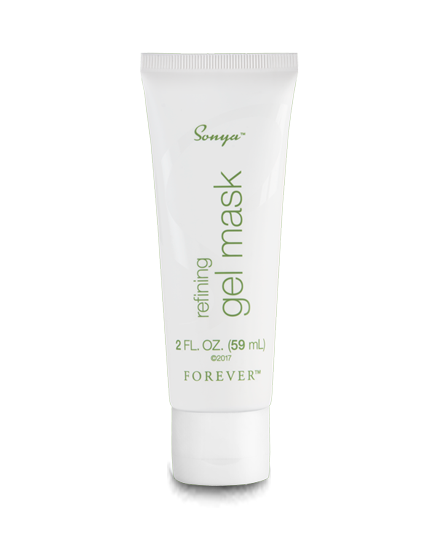 Sonya™
refining
gel mask
2 FL. OZ. (59 mL)
©2017
FOREVER™